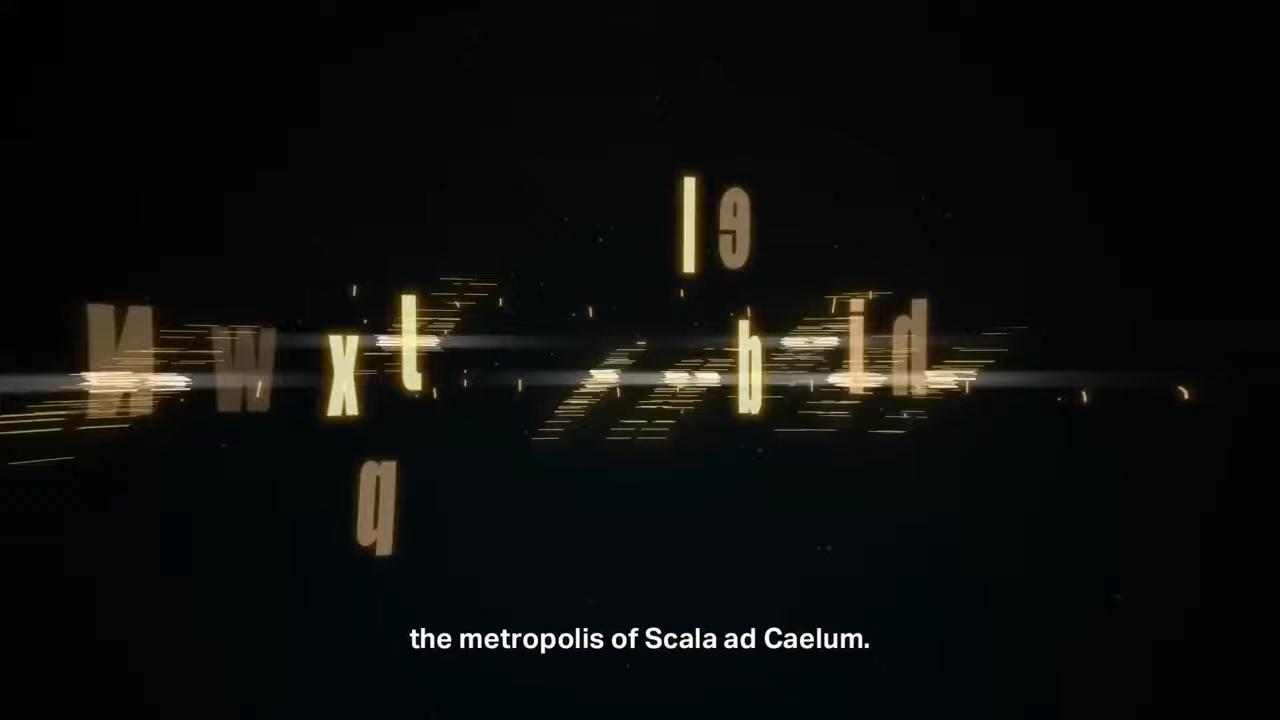 l e
N w x t b i d
q
the metropolis of Scala ad Caelum.